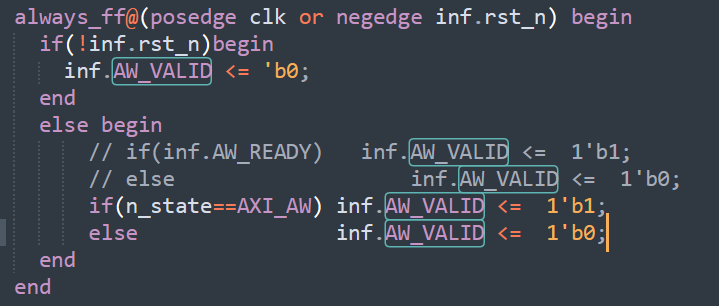 always_ff@(posedge clk or negedge inf.rst_n) begin
if(!inf.rst_n)begin
inf.AW_VALID <= 'b0;
end
else begin
// if(inf.AW_READY) inf.AW_VALID <= 1'b1;
// else inf.AW_VALID <= 1'b0;
if(n_state==AXI_AW) inf.AW_VALID <= 1'b1;
else inf.AW_VALID <= 1'b0;
end
end